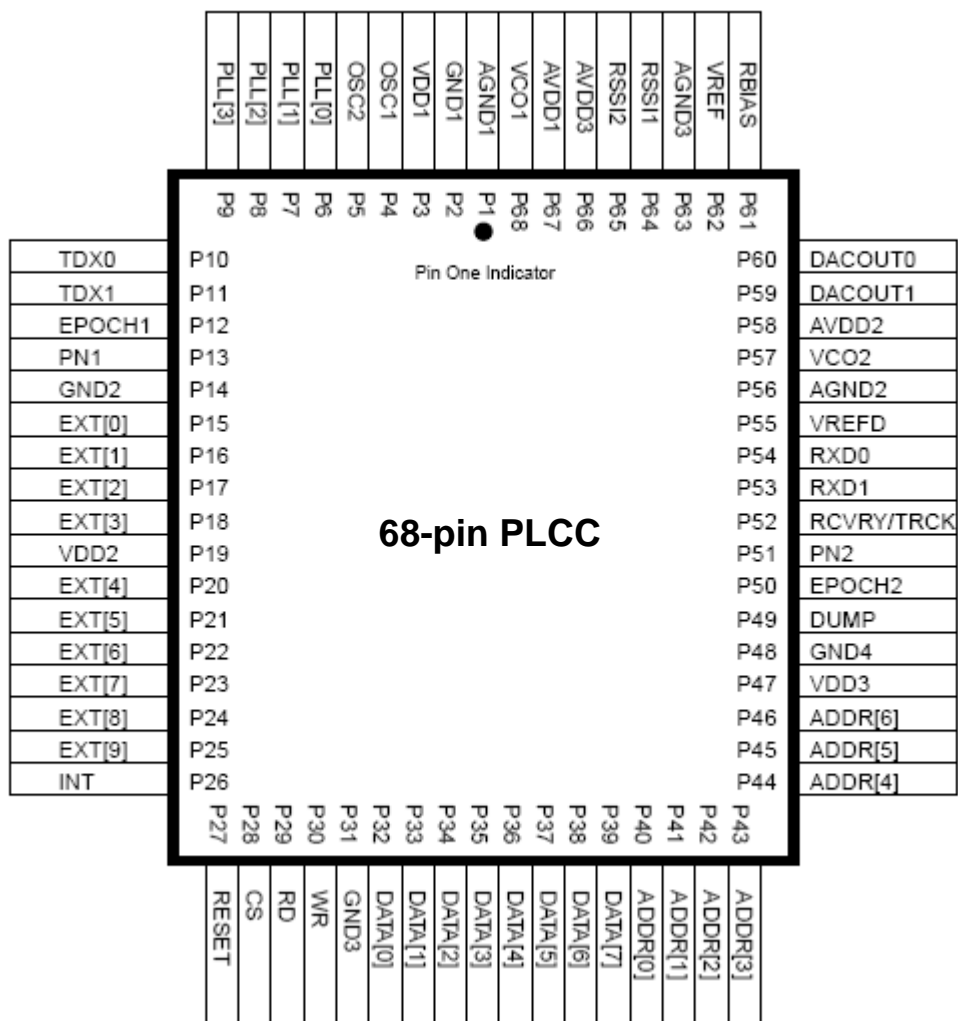 PLL[3] PLL[2] PLL[1] PLL[0] OSC2 OSC1 VDD1 GND1 AGND1 VCO1 AVDD1 AVDD3 RSSI2 RSSI1 AGND3 VREF RBIAS
P9 P8 P7 P6 P5 P4 P3 P2 P1 P68 P67 P66 P65 P64 P63 P62 P61
Pin One Indicator
TDX0 P10 P60 DACOUT0
TDX1 P11 P59 DACOUT1
EPOCH1 P12 P58 AVDD2
PN1 P13 P57 VCO2
GND2 P14 P56 AGND2
EXT[0] P15 P55 VREFD
EXT[1] P16 P54 RXD0
EXT[2] P17 P53 RXD1
EXT[3] P18 P52 RCVRY/TRCK
68-pin PLCC
VDD2 P19 P51 PN2
EXT[4] P20 P50 EPOCH2
EXT[5] P21 P49 DUMP
EXT[6] P22 P48 GND4
EXT[7] P23 P47 VDD3
EXT[8] P24 P46 ADDR[6]
EXT[9] P25 P45 ADDR[5]
INT P26 P44 ADDR[4]
P27 P28 P29 P30 P31 P32 P33 P34 P35 P36 P37 P38 P39 P40 P41 P42 P43
RESET CS RD WR GND3 DATA[0] DATA[1] DATA[2] DATA[3] DATA[4] DATA[5] DATA[6] DATA[7] ADDR[0] ADDR[1] ADDR[2] ADDR[3]